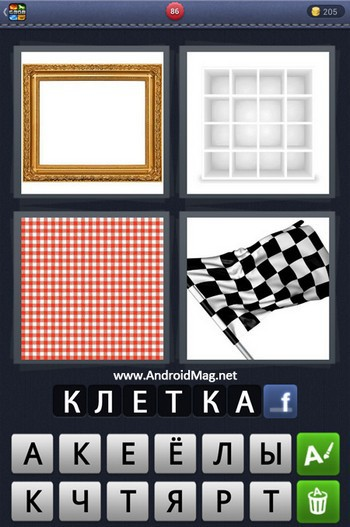 86
205
www.AndroidMag.net
КЛЕТКА f
А К Е Ё Л Ы А
К Ч Т Я Р Т